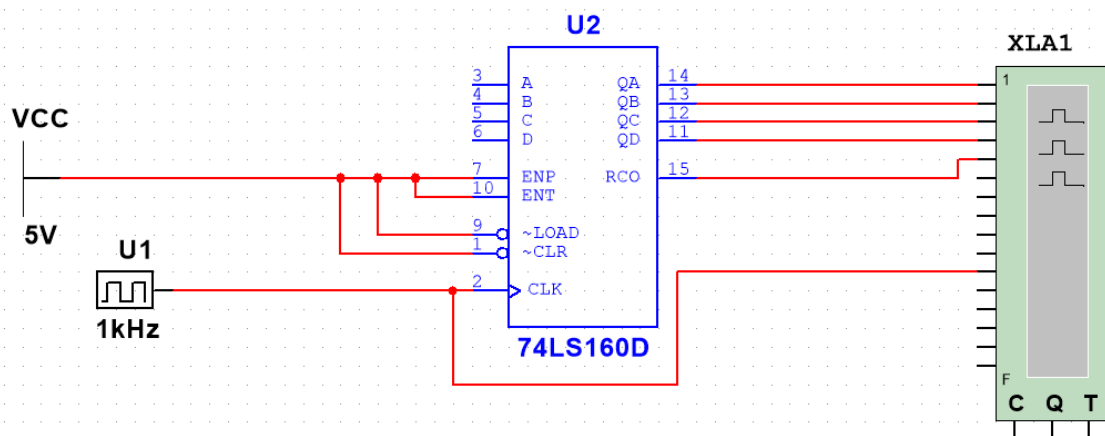 U2
XLA1
VCC
5V
U1
1kHz
3 A QA 14
4 B QB 13
5 C QC 12
6 D QD 11
7 ENP RCO 15
10 ENT
9 ~LOAD
1 ~CLR
2 CLK
74LS160D
1
F
C Q T